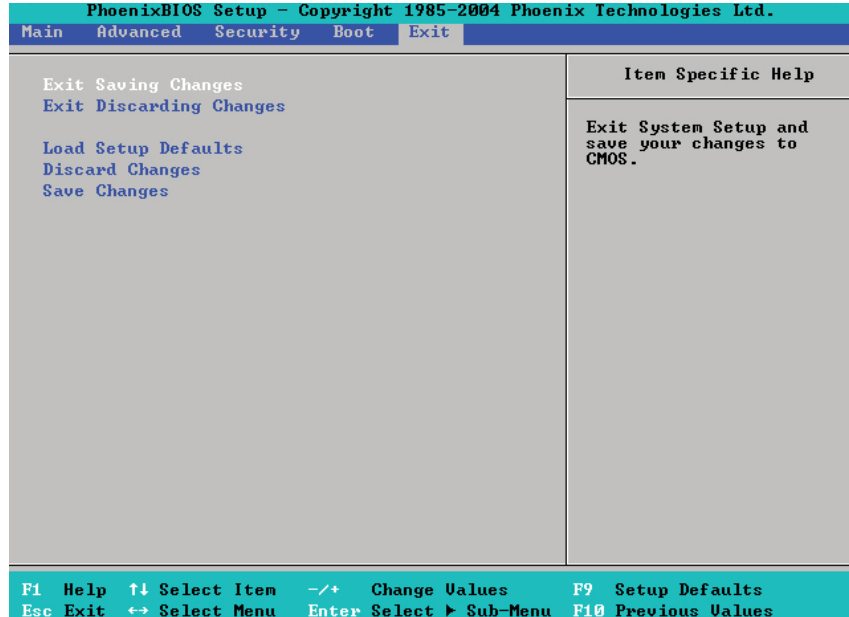 PhoenixBIOS Setup - Copyright 1985-2004 Phoenix Technologies Ltd.
Main Advanced Security Boot Exit
Exit Saving Changes
Exit Discarding Changes
Load Setup Defaults
Discard Changes
Save Changes
Item Specific Help
Exit System Setup and
save your changes to
CMOS.
F1 Help ↑↓ Select Item -/+ Change Values F9 Setup Defaults
Esc Exit ↔ Select Menu Enter Select ▶ Sub-Menu F10 Previous Values